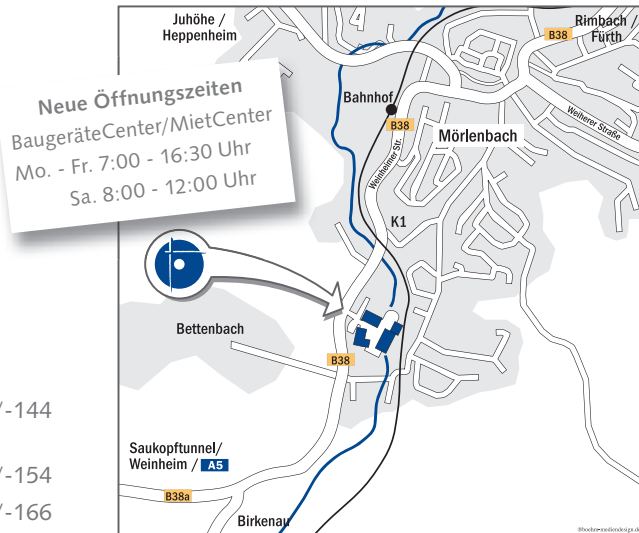 Juhöhe /
Heppenheim
B38
Rimbach /
Fürth
Neue Öffnungszeiten
BaugeräteCenter/MietCenter
Mo. - Fr. 7:00 - 16:30 Uhr
Sa. 8:00 - 12:00 Uhr
Bahnhof
B38
Mörlenbach
Weiherer Straße
Weinheimer Str.
K1
Bettenbach
B38
/-144
Saukopftunnel/
Weinheim / A5
/-154
B38a
/-166
Birkenau
©boehm-mediendesign.de